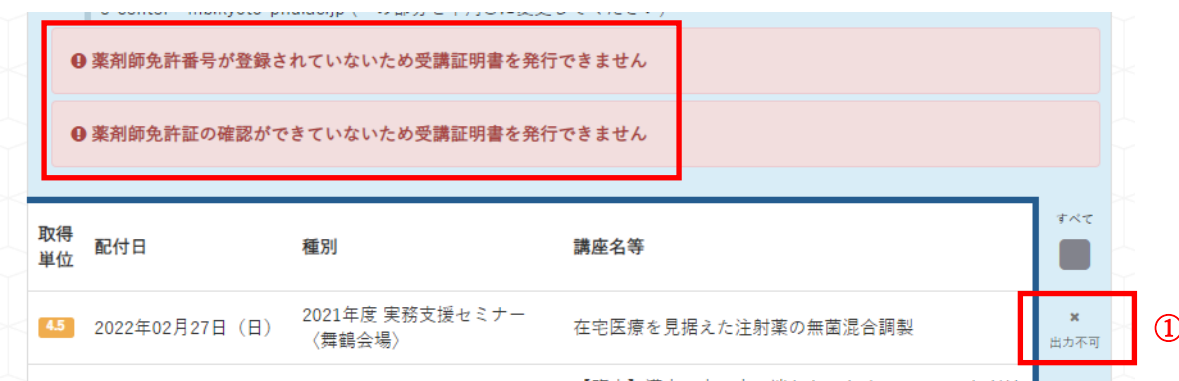 薬剤師免許番号が登録されていないため受講証明書を発行できません
薬剤師免許証の確認ができていないため受講証明書を発行できません
すべて
取得単位 配付日 種別 講座名等
4.5 2022年02月27日（日） 2021年度 実務支援セミナー
〈舞鶴会場〉 在宅医療を見据えた注射薬の無菌混合調製
× 出力不可
①